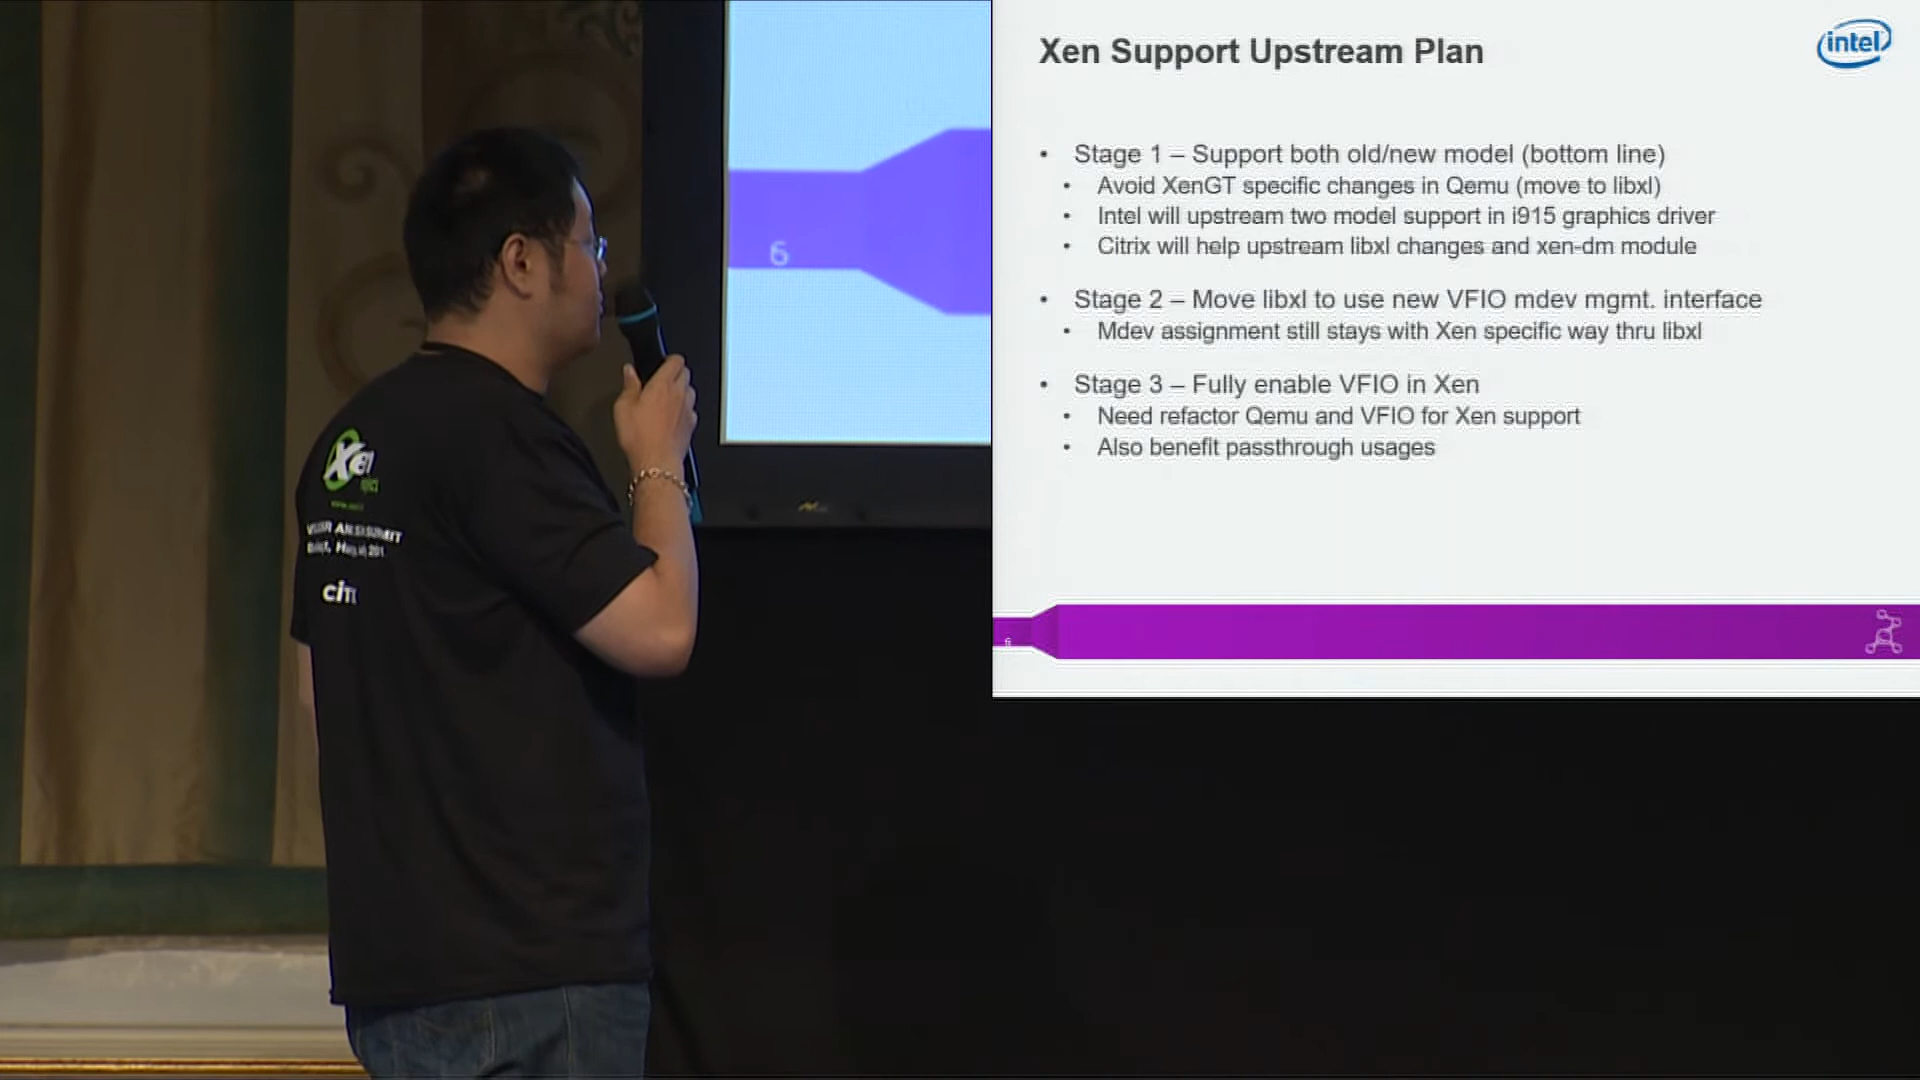 Xen Support Upstream Plan
intel
• Stage 1 – Support both old/new model (bottom line)
• Avoid XenGT specific changes in Qemu (move to libxl)
• Intel will upstream two model support in i915 graphics driver
• Citrix will help upstream libxl changes and xen-dm module
• Stage 2 – Move libxl to use new VFIO mdev mgmt. interface
• Mdev assignment still stays with Xen specific way thru libxl
• Stage 3 – Fully enable VFIO in Xen
• Need refactor Qemu and VFIO for Xen support
• Also benefit passthrough usages
6
6
Xen